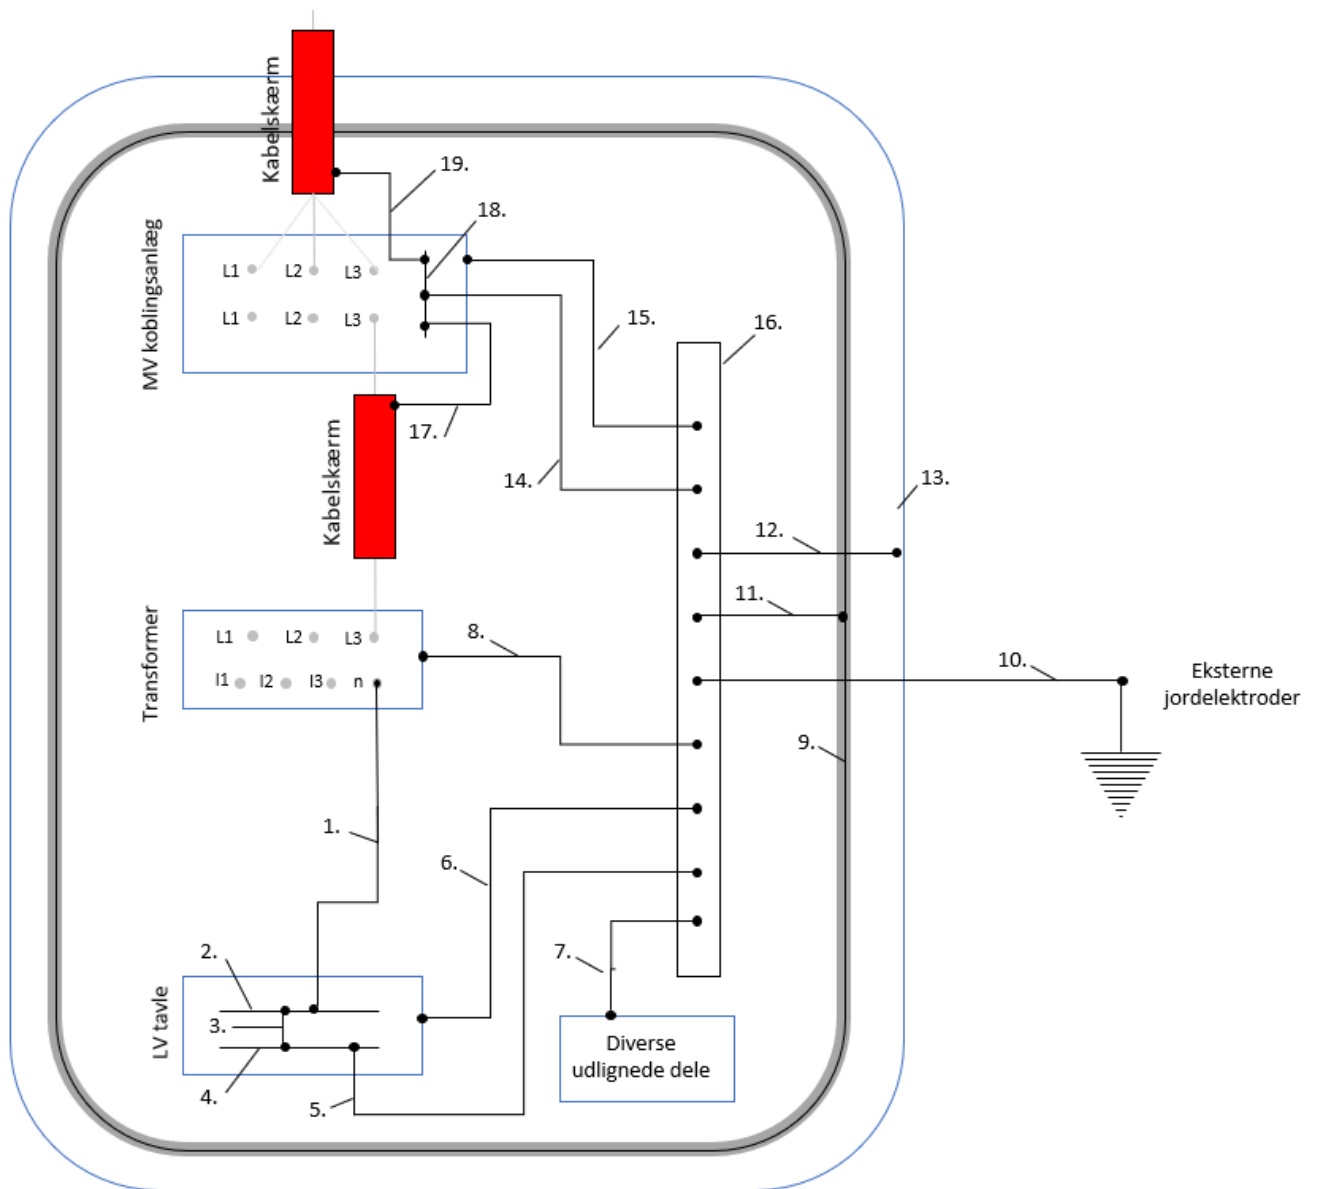 Kabelskærm
19.
18.
MV koblingsanlæg
L1 L2 L3
L1 L2 L3
15.
16.
17.
Kabelskærm
14.
13.
12.
11.
Transformer
L1 L2 L3
l1 l2 l3 n
8.
10.
Eksterne
jordelektroder
9.
1.
6.
2.
7.
LV tavle
3.
4.
5.
Diverse
udlignede dele